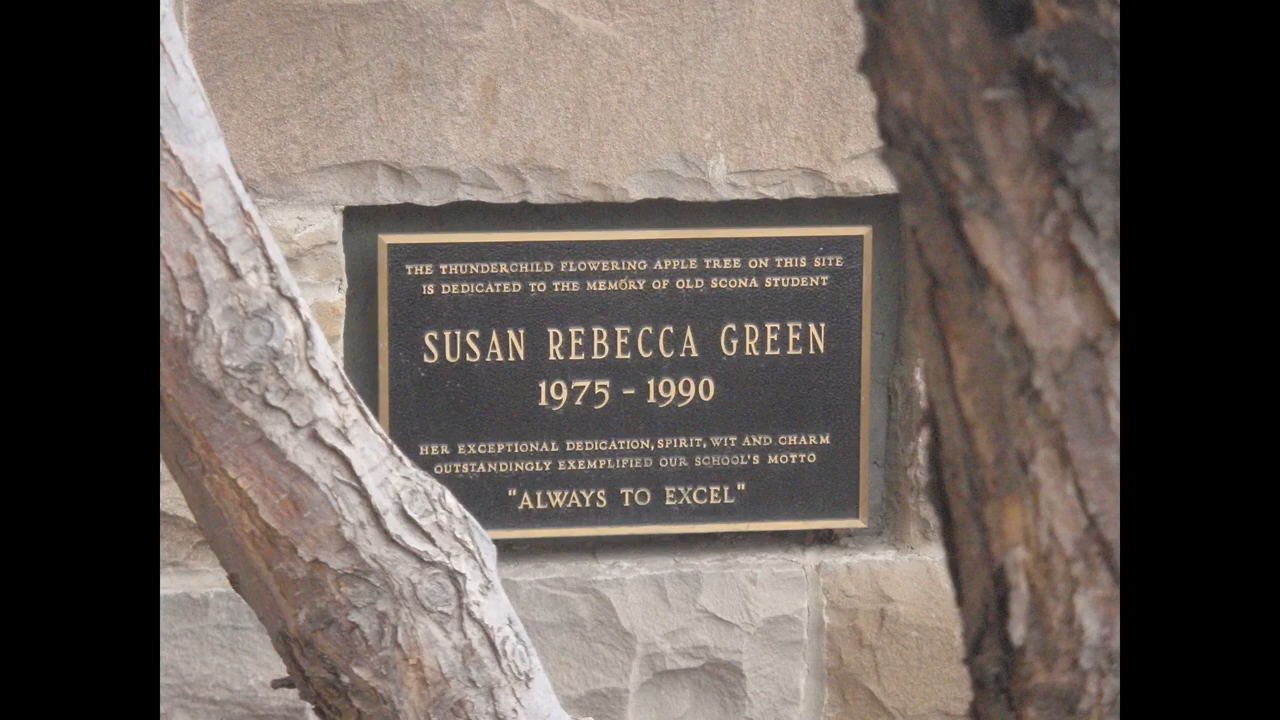 THE THUNDERCHILD FLOWERING APPLE TREE ON THIS SITE
IS DEDICATED TO THE MEMORY OF OLD SCONA STUDENT
SUSAN REBECCA GREEN
1975 - 1990
HER EXCEPTIONAL DEDICATION, SPIRIT, WIT AND CHARM
OUTSTANDINGLY EXEMPLIFIED OUR SCHOOL'S MOTTO
"ALWAYS TO EXCEL"